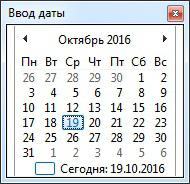 Ввод даты
Октябрь 2016
Пн Вт Ср Чт Пт Сб Вс
26 27 28 29 30 1 2
3 4 5 6 7 8 9
10 11 12 13 14 15 16
17 18 19 20 21 22 23
24 25 26 27 28 29 30
31 1 2 3 4 5 6
Сегодня: 19.10.2016